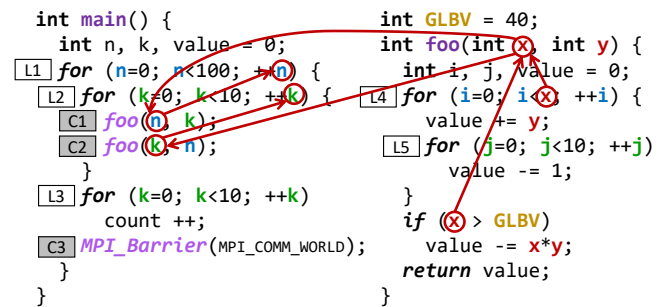 int main() {
int n, k, value = 0;
L1 for (n=0; n<100; ++n) {
L2 for (k=0; k<10; ++k) {
C1 foo(n, k);
C2 foo(k, n);
}
L3 for (k=0; k<10; ++k)
count ++;
C3 MPI_Barrier(MPI_COMM_WORLD);
}
}
int GLBV = 40;
int foo(int x, int y) {
int i, j, value = 0;
L4 for (i=0; i<x; ++i) {
value += y;
L5 for (j=0; j<10; ++j)
value -= 1;
}
if (x > GLBV)
value -= x*y;
return value;
}